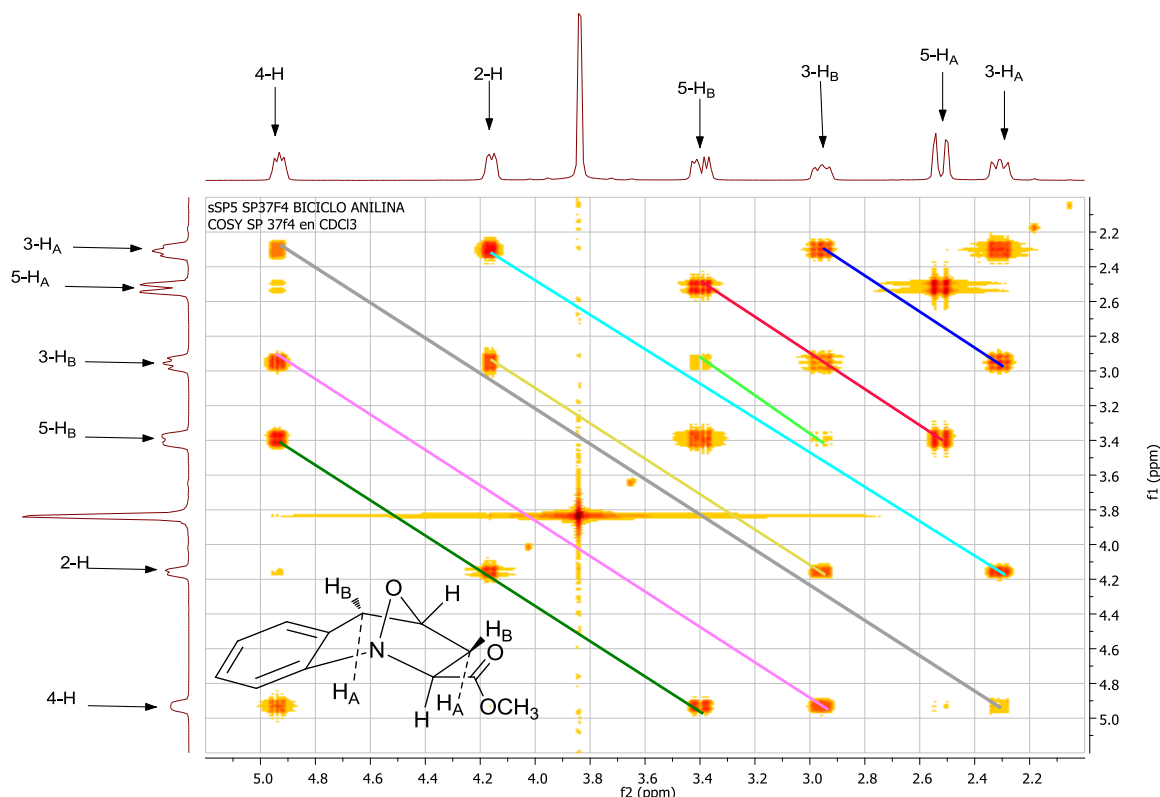 4-H
2-H
5-HB
3-HB
5-HA
3-HA
sSP5 SP37F4 BICICLO ANILINA
COSY SP 37f4 en CDCl3
3-HA
5-HA
3-HB
5-HB
2-H
4-H
2.2
2.4
2.6
2.8
3.0
3.2
3.4
3.6
3.8
4.0
4.2
4.4
4.6
4.8
5.0
f1 (ppm)
HB
O
H
HB
N
O
HA
HA
H
OCH3
5.0 4.8 4.6 4.4 4.2 4.0 3.8 3.6 3.4 3.2 3.0 2.8 2.6 2.4 2.2
f2 (ppm)